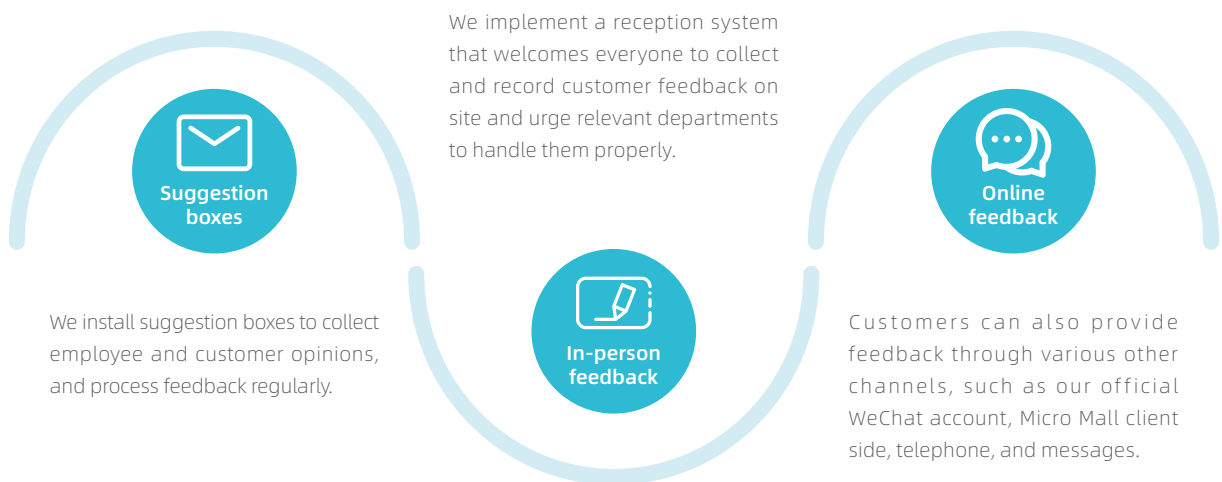 Suggestion
boxes
We install suggestion boxes to collect
employee and customer opinions,
and process feedback regularly.
We implement a reception system
that welcomes everyone to collect
and record customer feedback on
site and urge relevant departments
to handle them properly.
In-person
feedback
Online
feedback
Customers can also provide
feedback through various other
channels, such as our official
WeChat account, Micro Mall client
side, telephone, and messages.